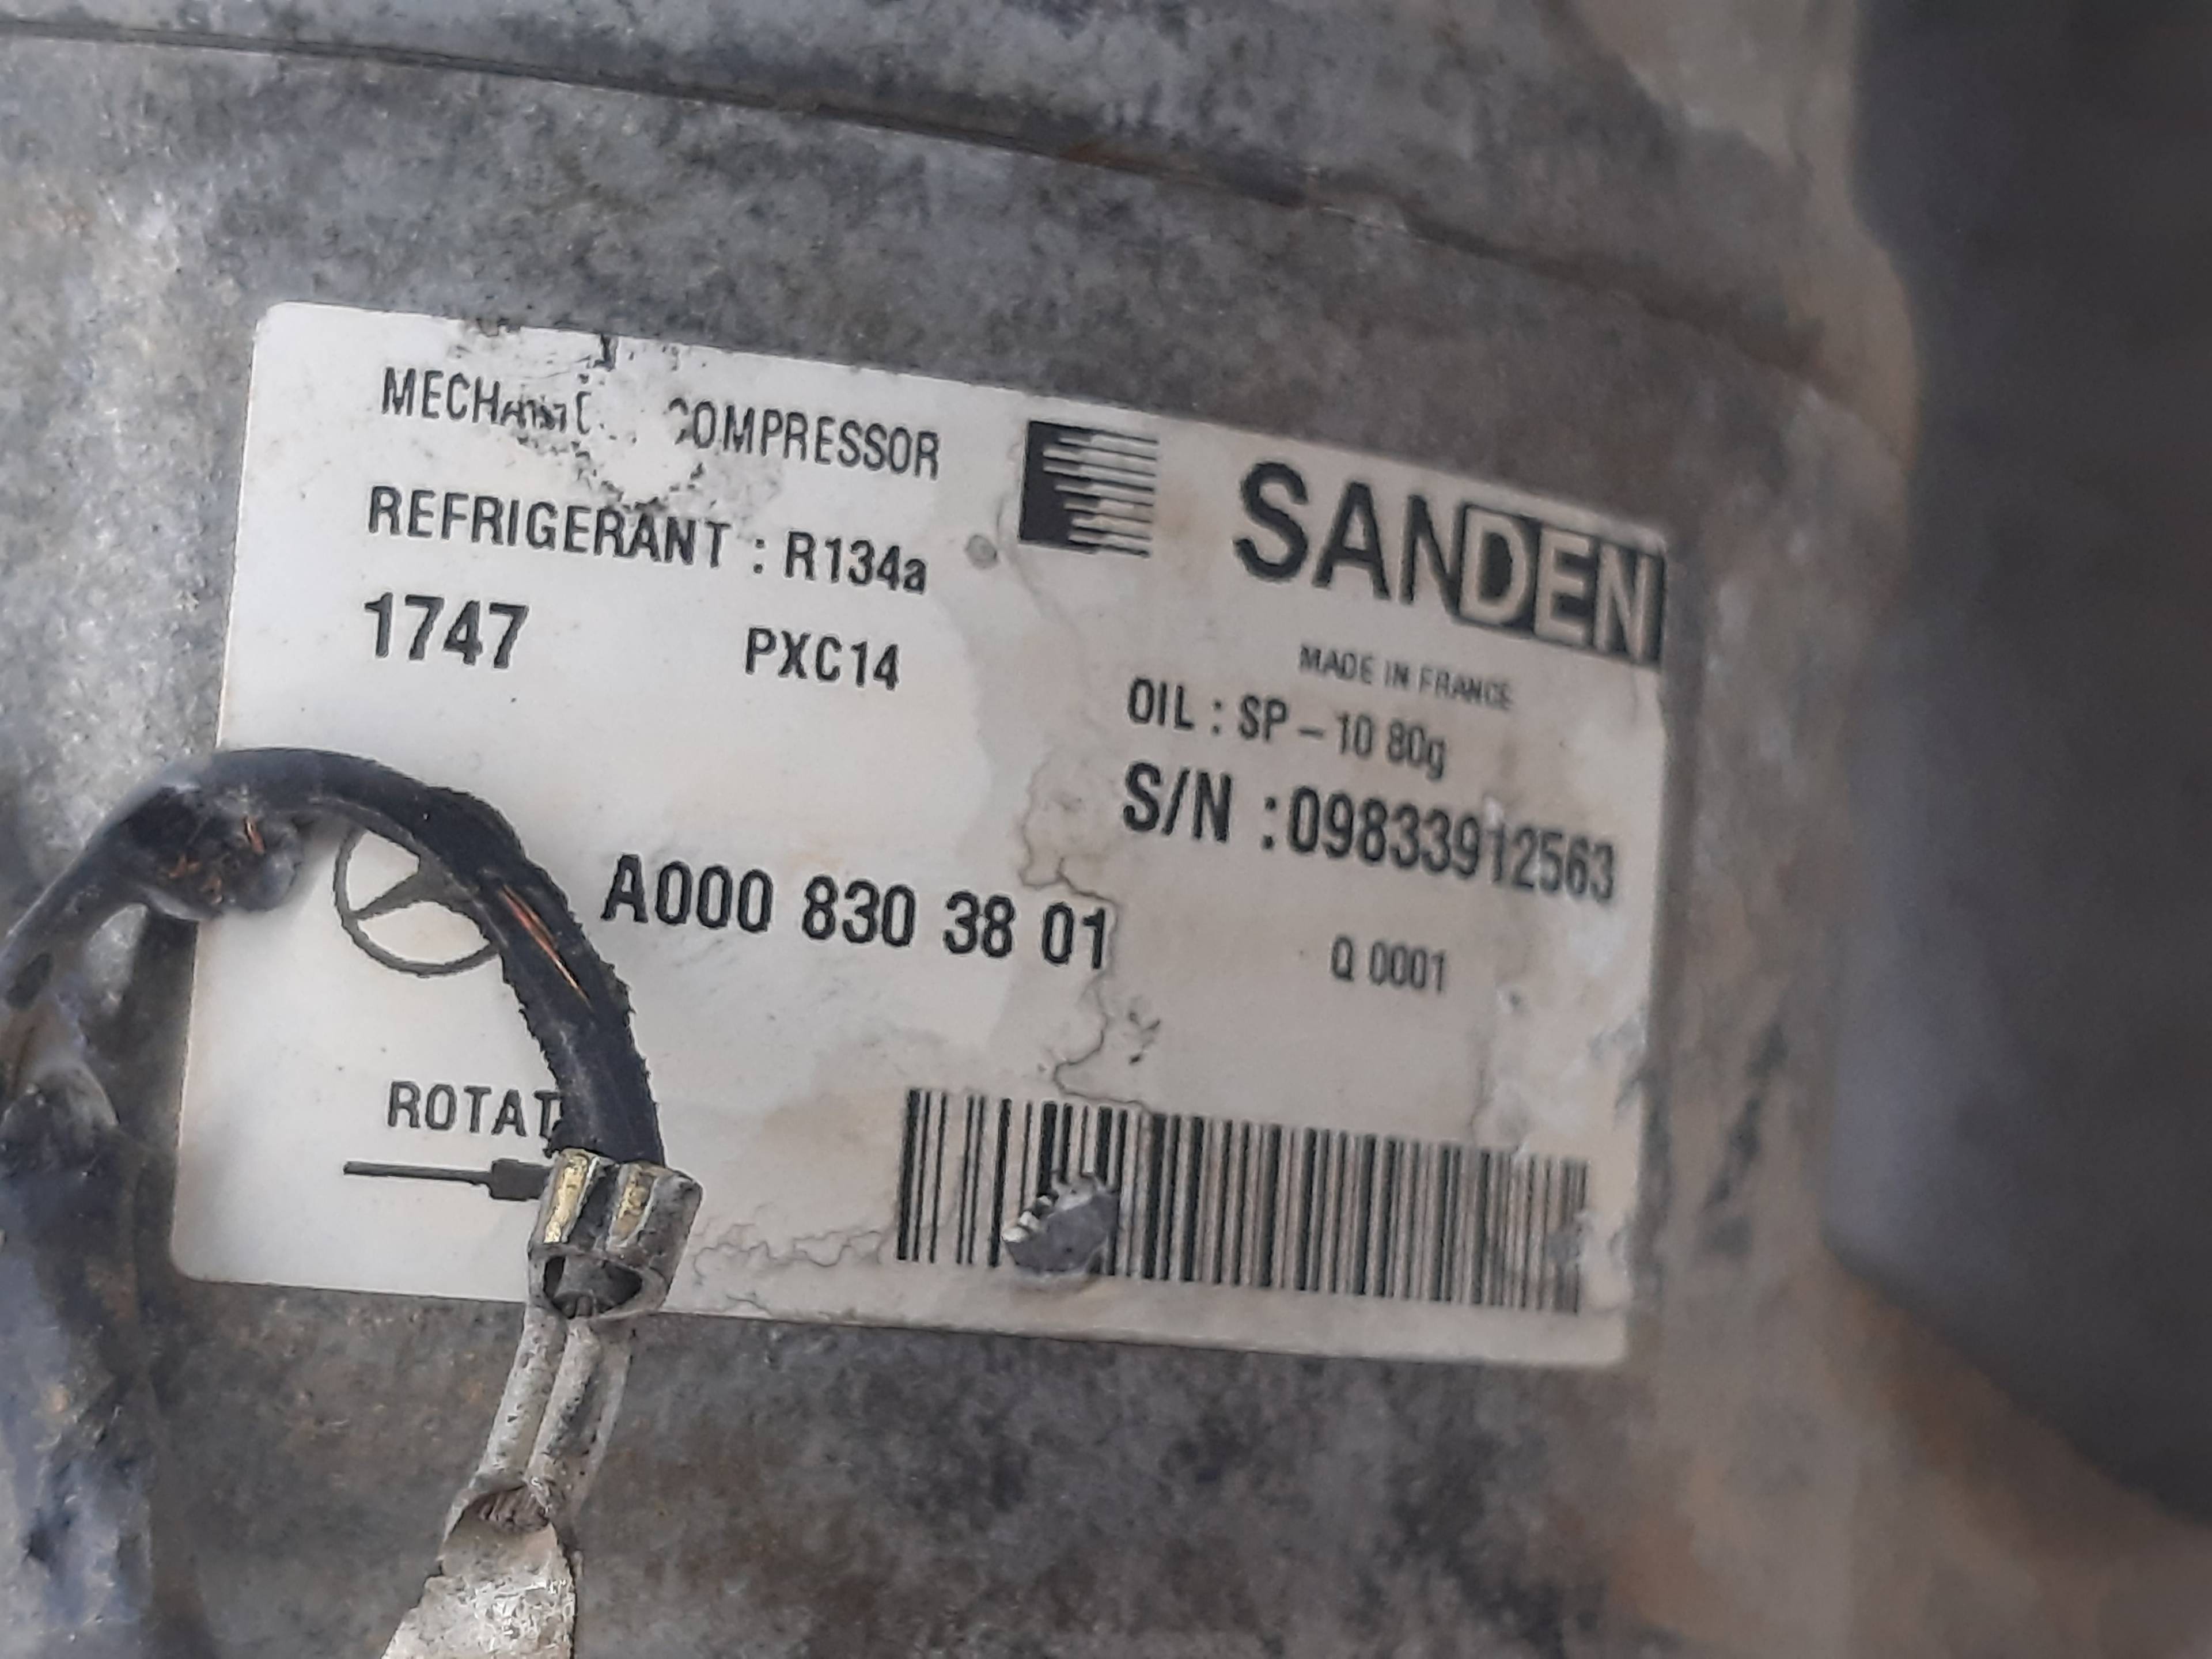 COMPRESSOR
REFRIGERANT : R134a
1747 PXC14
SANDEN
MADE IN FRANCE
OIL : SP – 10 80g
S/N : 09833912563
A000 830 38 01
Q 0001